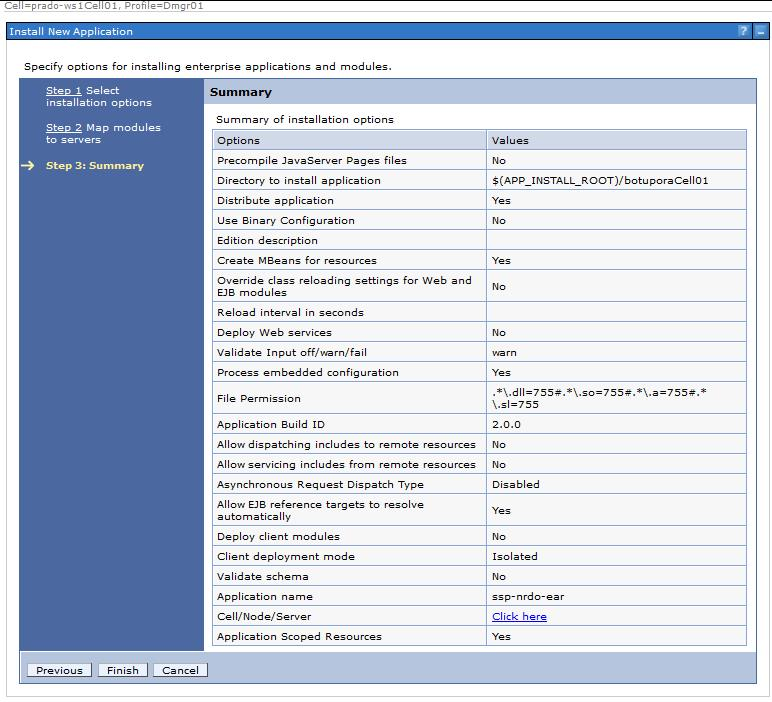 Cell=prado-ws1Cell01, Profile=Dmgr01
Install New Application
?
Specify options for installing enterprise applications and modules.
Step 1 Select
installation options
Step 2 Map modules
to servers
Step 3: Summary
Summary
Summary of installation options
Options Values
Precompile JavaServer Pages files No
Directory to install application $(APP_INSTALL_ROOT)/botuporaCell01
Distribute application Yes
Use Binary Configuration No
Edition description
Create MBeans for resources Yes
Override class reloading settings for Web and
EJB modules No
Reload interval in seconds
Deploy Web services No
Validate Input off/warn/fail warn
Process embedded configuration Yes
File Permission .*\.dll=755#.*\.so=755#.*\.a=755#.*
\.sl=755
Application Build ID 2.0.0
Allow dispatching includes to remote resources No
Allow servicing includes from remote resources No
Asynchronous Request Dispatch Type Disabled
Allow EJB reference targets to resolve
automatically Yes
Deploy client modules No
Client deployment mode Isolated
Validate schema No
Application name ssp-nrdo-ear
Cell/Node/Server Click here
Application Scoped Resources Yes
Previous Finish Cancel